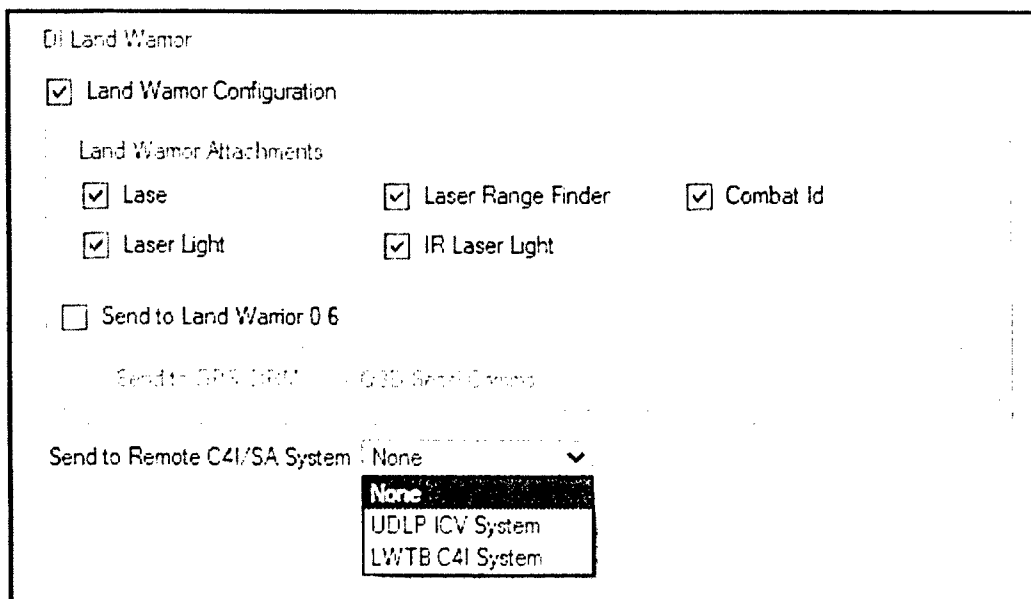 DI Land Warrior
Land Warrior Configuration
Land Warrior Attachments
Lase Laser Range Finder Combat Id
Laser Light IR Laser Light
Send to Land Warrior 0.6
Send to
Send to Remote C4I/SA System None
None
UDLP ICV System
LWTB C4I System